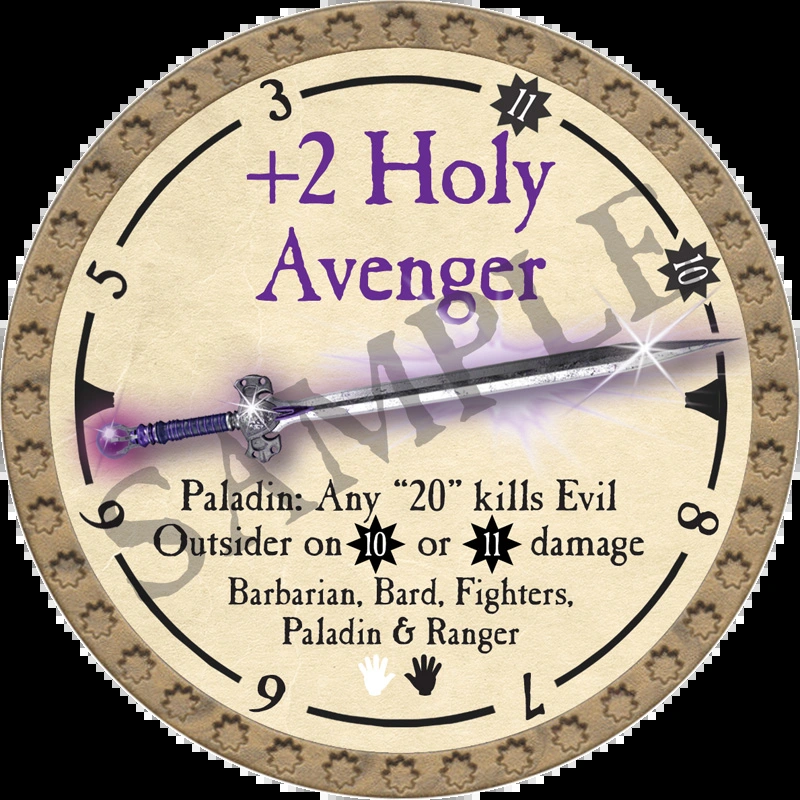 3
11
+2 Holy
Avenger
5
10
SAMPLE
Paladin: Any “20” kills Evil
Outsider on 10 or 11 damage
Barbarian, Bard, Fighters,
Paladin & Ranger
6
8
9
7